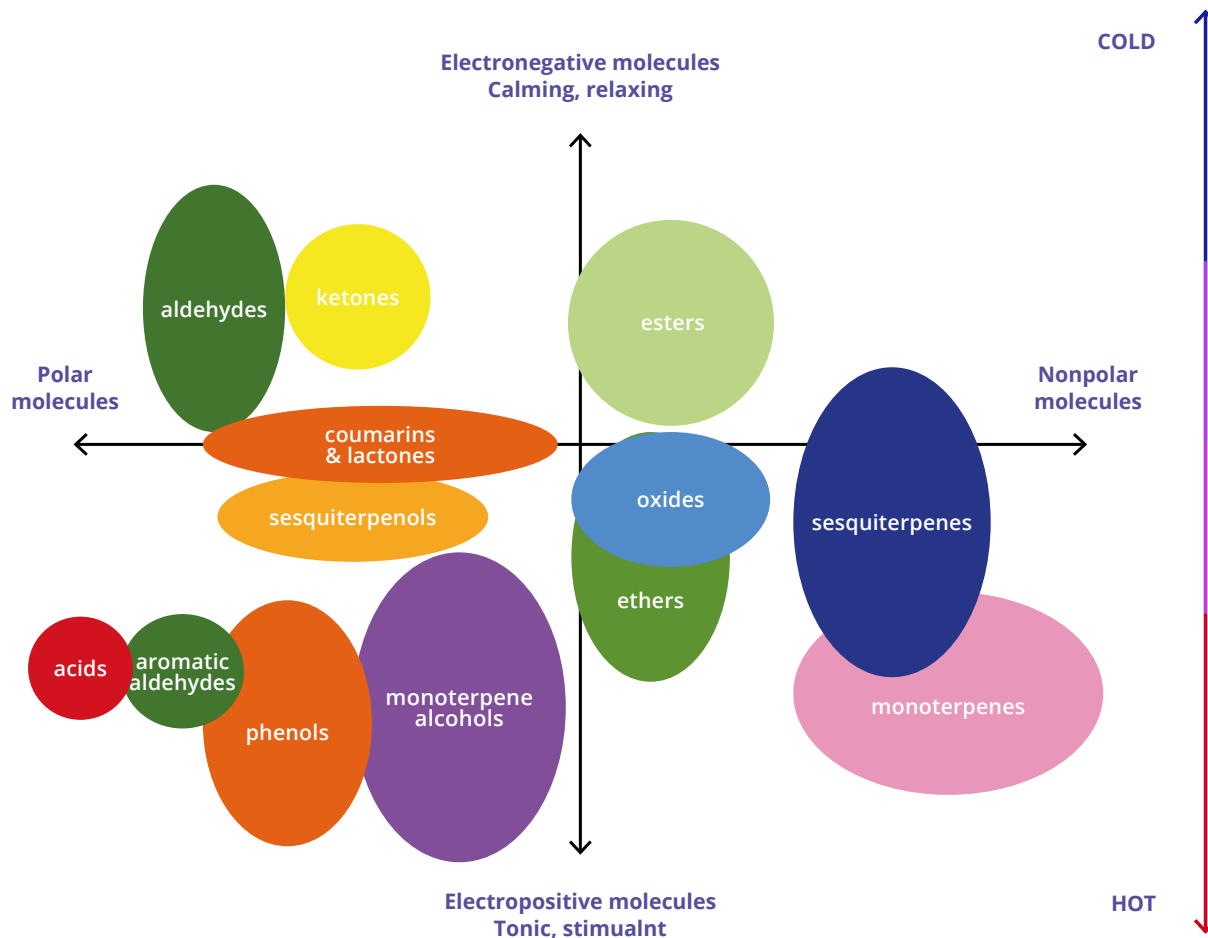 COLD
Electronegative molecules
Calming, relaxing
aldehydes
ketones
esters
Polar
molecules
Nonpolar
molecules
coumarins
& lactones
oxides
sesquiterpenols
sesquiterpenes
ethers
acids
aromatic
aldehydes
monoterpene
alcohols
phenols
monoterpenes
Electropositive molecules
Tonic, stimualnt
HOT